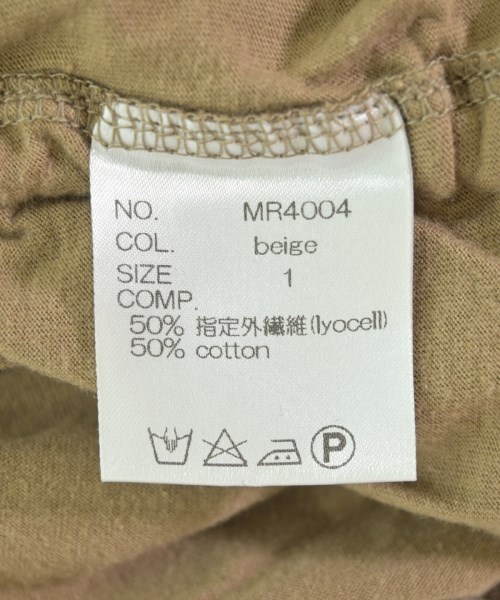 NO. MR4004
COL. beige
SIZE 1
COMP.
50% 指定外繊維(lyocell)
50% cotton
P